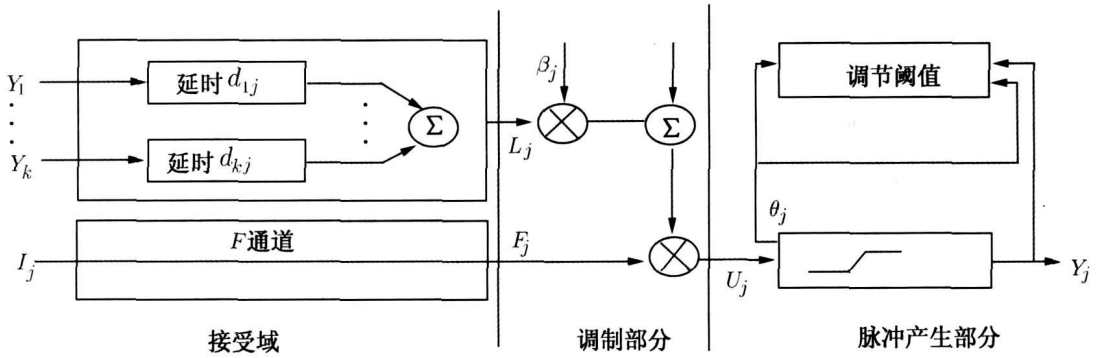 Y₁
延时 d₁ⱼ
Σ
Yₖ
延时 dₖⱼ
Lⱼ
βⱼ
Σ
调节阈值
θⱼ
Iⱼ
F通道
Fⱼ
Uⱼ
Yⱼ
接受域
调制部分
脉冲产生部分